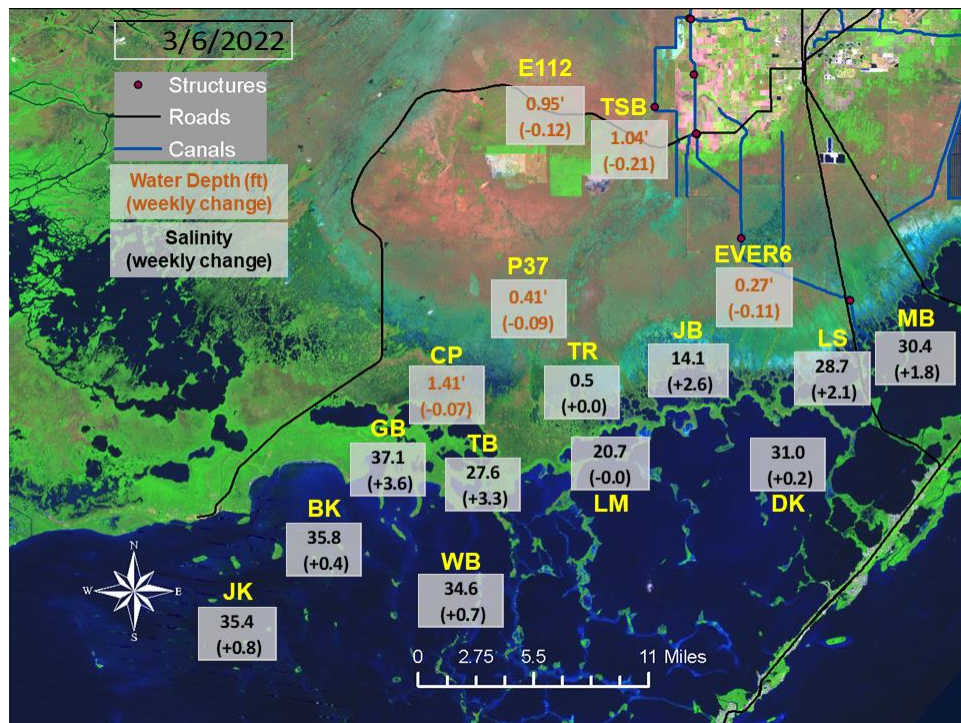 3/6/2022
Structures
Roads
Canals
Water Depth (ft)
(weekly change)
Salinity
(weekly change)
E112
0.95'
(-0.12)
TSB
1.04'
(-0.21)
P37
0.41'
(-0.09)
EVER6
0.27'
(-0.11)
CP
1.41'
(-0.07)
TR
0.5
(+0.0)
JB
14.1
(+2.6)
LS
28.7
(+2.1)
MB
30.4
(+1.8)
GB
37.1
(+3.6)
TB
27.6
(+3.3)
20.7
(-0.0)
LM
31.0
(+0.2)
DK
BK
35.8
(+0.4)
WB
34.6
(+0.7)
JK
35.4
(+0.8)
N
W E
S
0 2.75 5.5 11 Miles